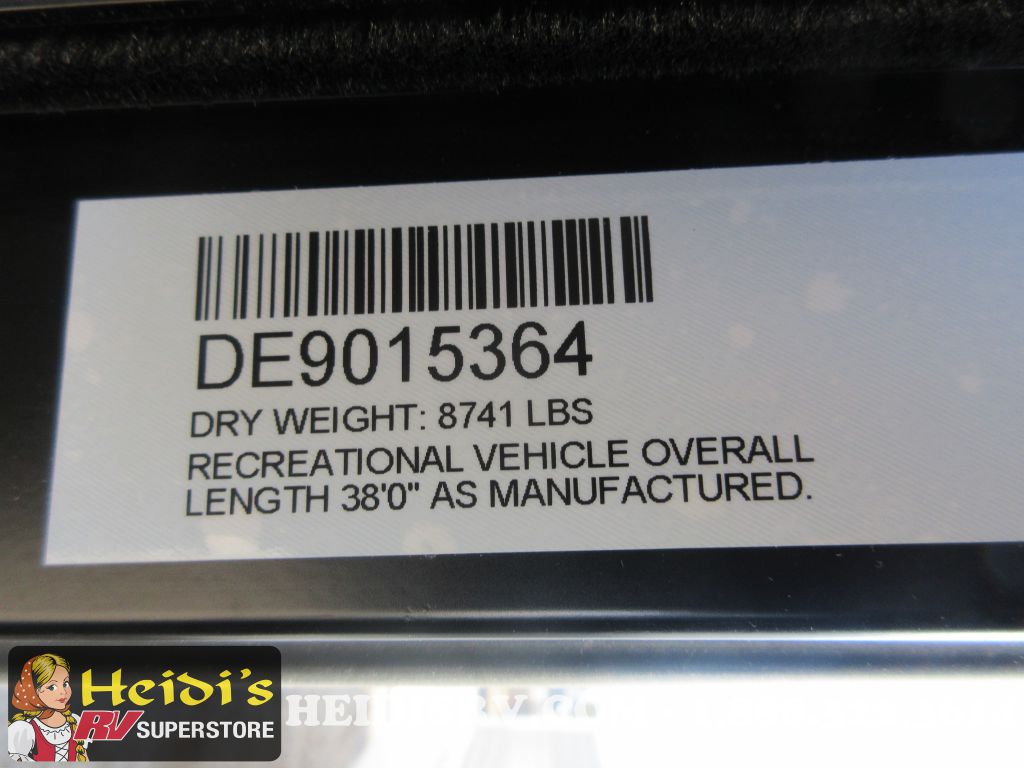 DE9015364
DRY WEIGHT: 8741 LBS
RECREATIONAL VEHICLE OVERALL
LENGTH 38'0" AS MANUFACTURED.
Heidi's
RV SUPERSTORE